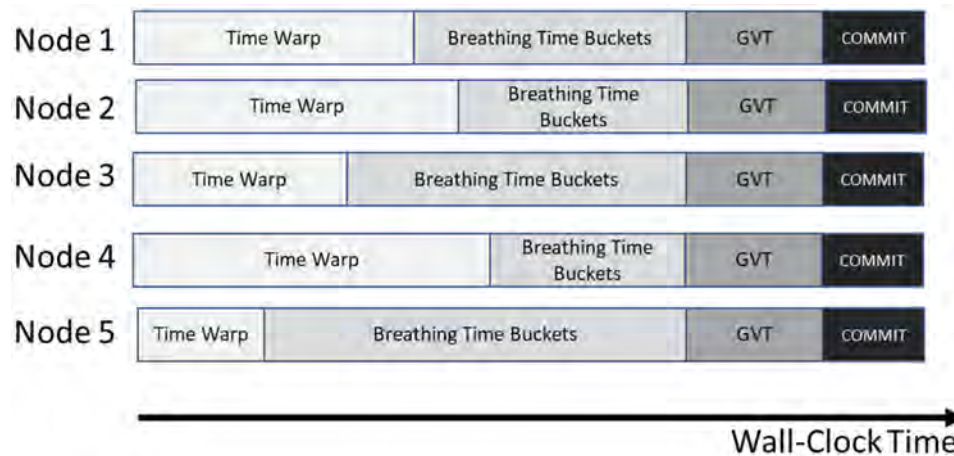 Node 1 Time Warp Breathing Time Buckets GVT COMMIT
Node 2 Time Warp Breathing Time Buckets GVT COMMIT
Node 3 Time Warp Breathing Time Buckets GVT COMMIT
Node 4 Time Warp Breathing Time Buckets GVT COMMIT
Node 5 Time Warp Breathing Time Buckets GVT COMMIT
Wall-Clock Time